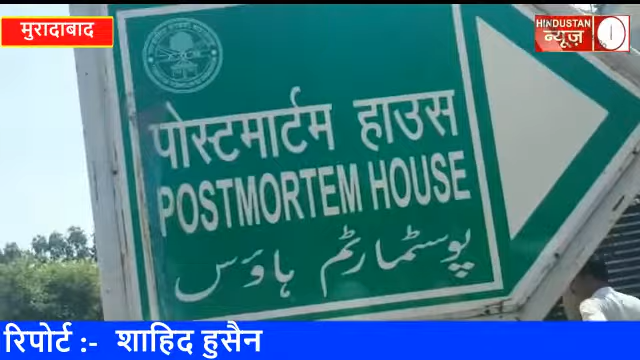 मुरादाबाद
HINDUSTAN
न्यूज़
पोस्टमार्टम हाउस
POSTMORTEM HOUSE
پوسٹمارٹم ہاؤس
रिपोर्ट :- शाहिद हुसैन